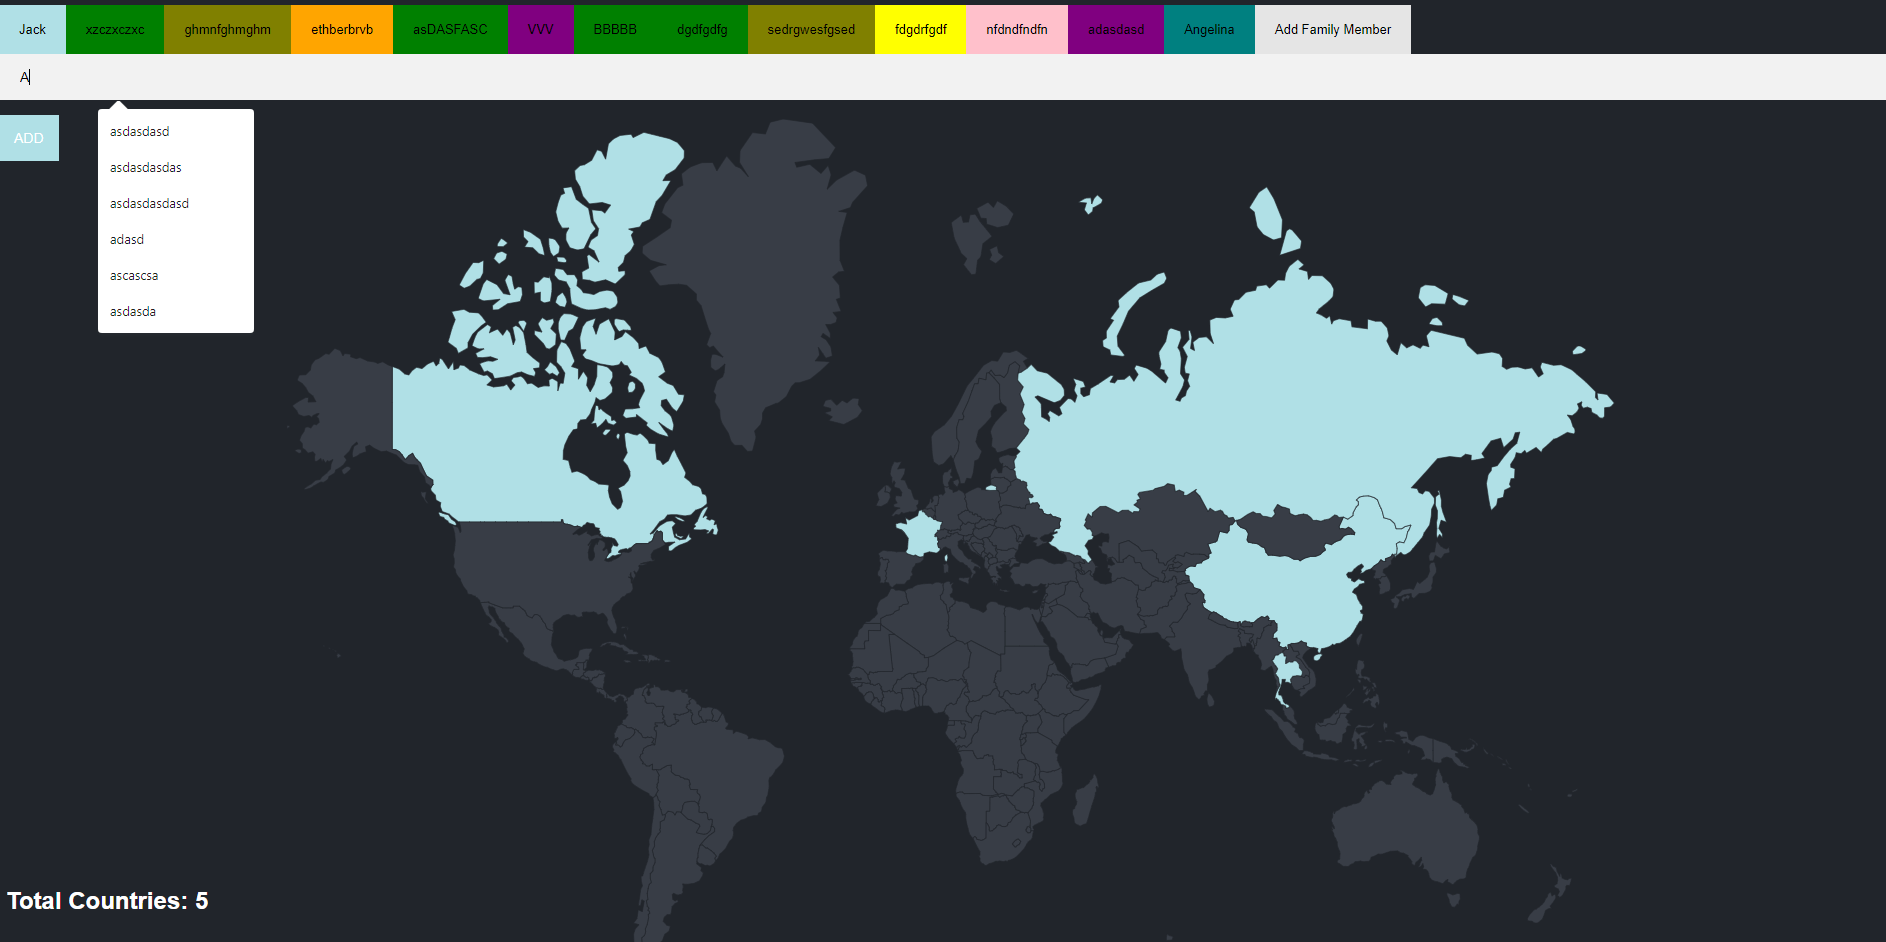 Jack xzczxczxc ghmnfghmghm ethberbrvb asDASFASC VVV BBBBB dgdfgdfg sedrgwesfgsed fdgdrfgdf nfdndfndfn adasdasd Angelina Add Family Member
A
ADD
asdasdasd
asdasdasdas
asdasdasdasd
adasd
ascascsa
asdasda
Total Countries: 5